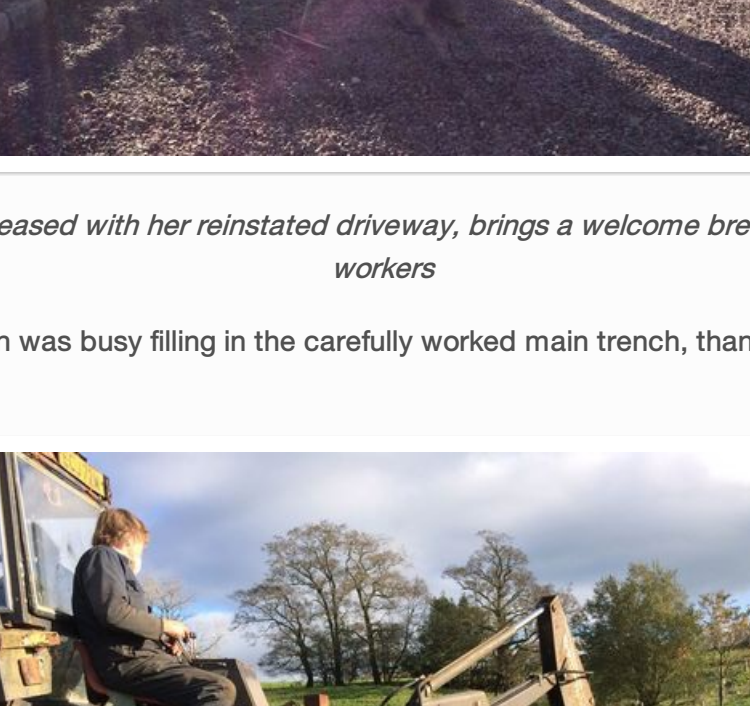 eased with her reinstated driveway, brings a welcome bre
workers
n was busy filling in the carefully worked main trench, than